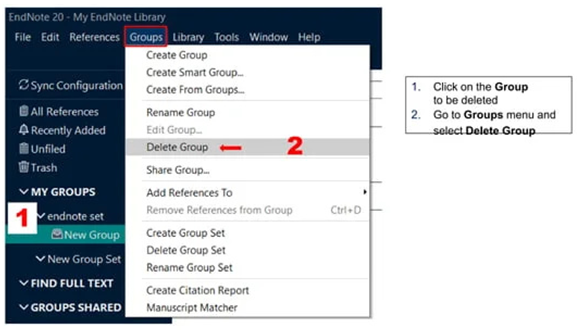 EndNote 20 - My EndNote Library
File Edit References Groups Library Tools Window Help
Sync Configuration
All References
Recently Added
Unfiled
Trash
MY GROUPS
1
endnote set
New Group
New Group Set
FIND FULL TEXT
GROUPS SHARED
Create Group
Create Smart Group...
Create From Groups...
Rename Group
Edit Group...
Delete Group 2
Share Group...
Add References To
Remove References from Group Ctrl+D
Create Group Set
Delete Group Set
Rename Group Set
Create Citation Report
Manuscript Matcher
1. Click on the Group
to be deleted
2. Go to Groups menu and
select Delete Group